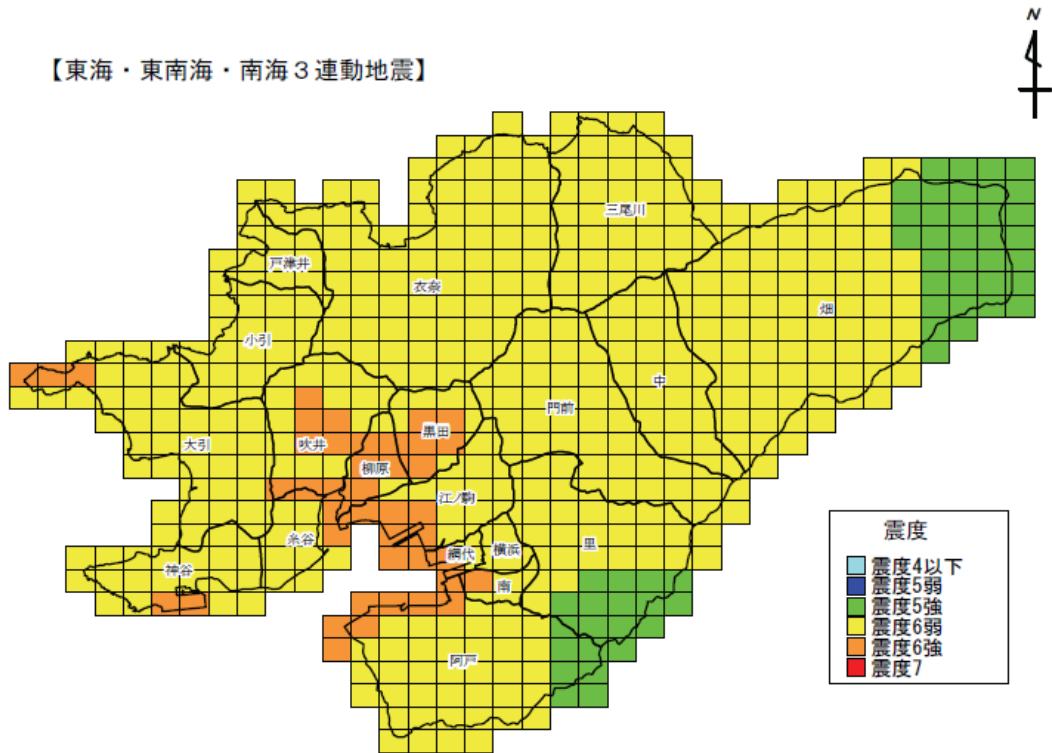 N
【東海・東南海・南海3連動地震】
三尾川
戸津井
衣奈
畑
小引
中
門前
大引
吹井
黒田
柳原
江ノ駒
糸谷
網代
横浜
里
神谷
南
阿戸
震度
震度4以下
震度5弱
震度5強
震度6弱
震度6強
震度7